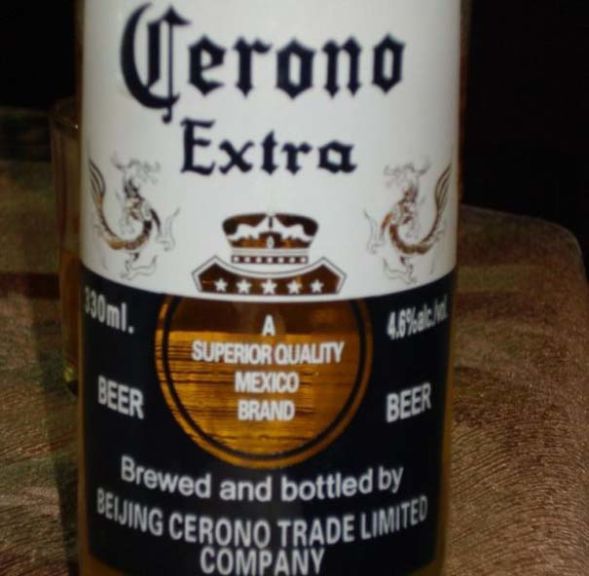 Cerono
Extra
330ml.
4.6%alc./vol.
A
SUPERIOR QUALITY
MEXICO
BRAND
BEER
BEER
Brewed and bottled by
BEIJING CERONO TRADE LIMITED
COMPANY